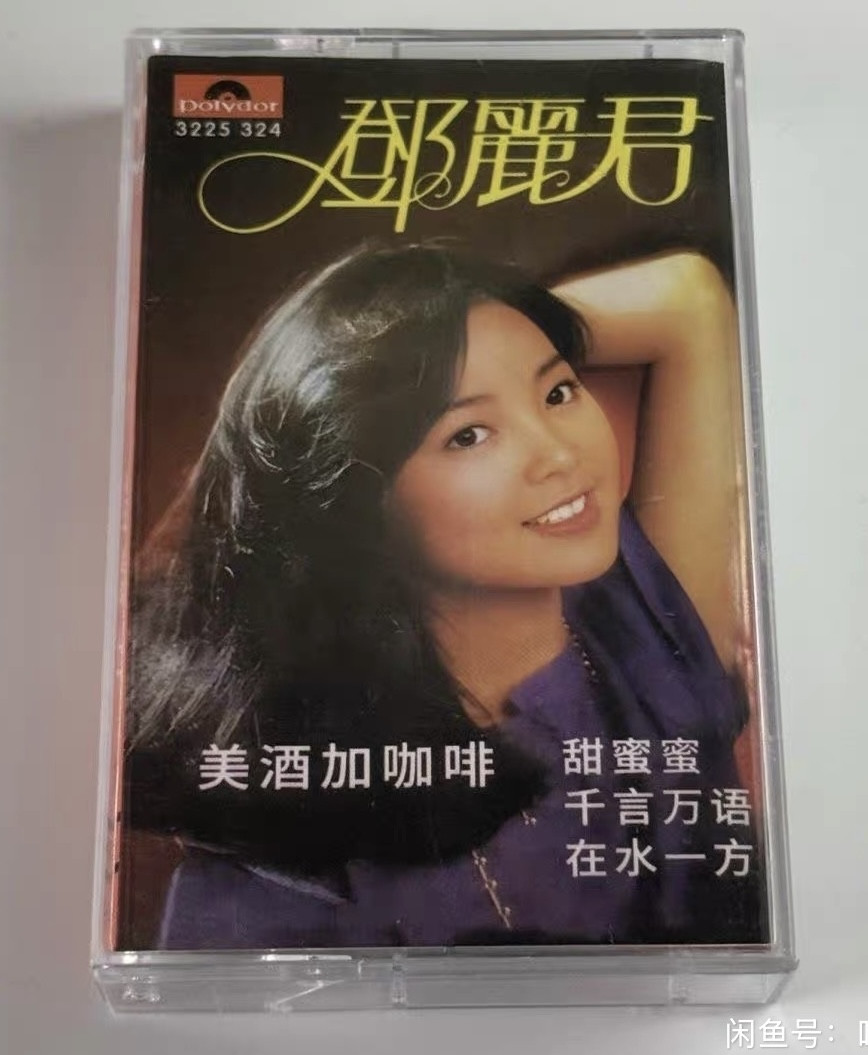 polydor
3225 324
鄧麗君
美酒加咖啡
甜蜜蜜
千言万语
在水一方
闲鱼号：